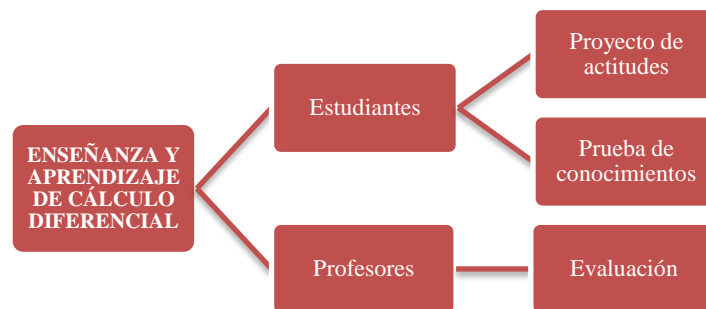 ENSEÑANZA Y
APRENDIZAJE
DE CÁLCULO
DIFERENCIAL
Estudiantes
Proyecto de
actitudes
Prueba de
conocimientos
Profesores
Evaluación